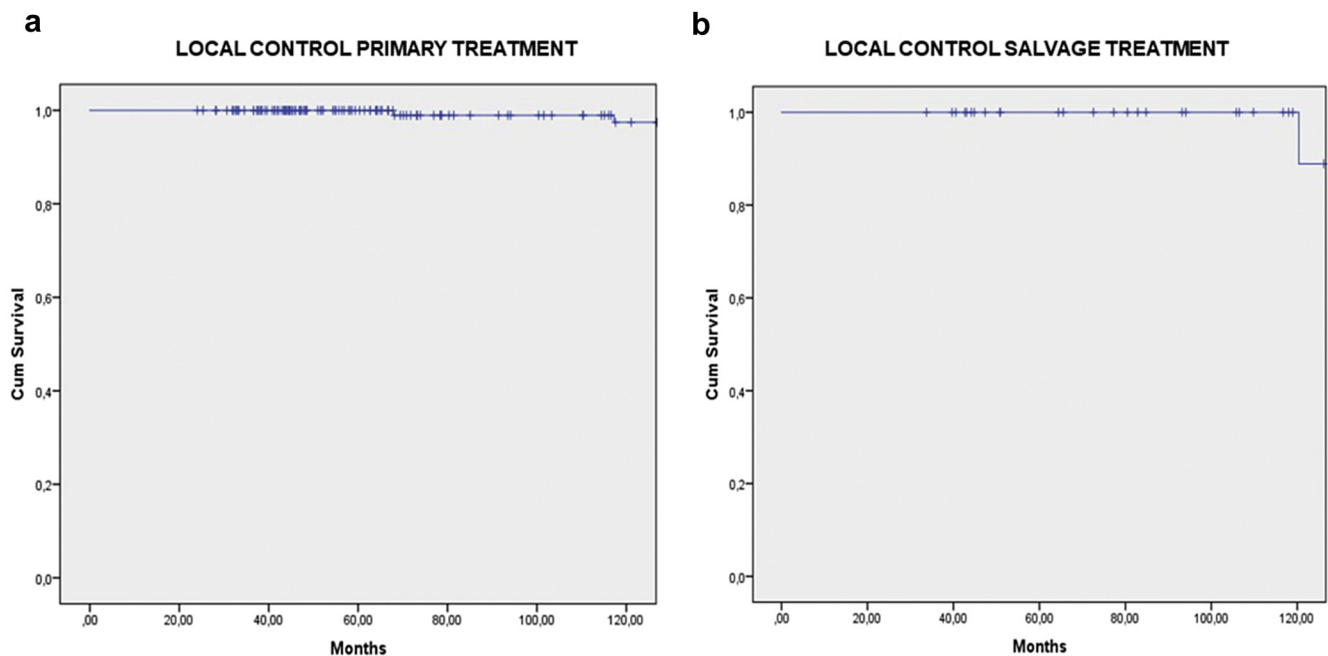 a
LOCAL CONTROL PRIMARY TREATMENT
Cum Survival
1,0
0,8
0,6
0,4
0,2
0,0
,00 20,00 40,00 60,00 80,00 100,00 120,00
Months
b
LOCAL CONTROL SALVAGE TREATMENT
Cum Survival
1,0
0,8
0,6
0,4
0,2
0,0
,00 20,00 40,00 60,00 80,00 100,00 120,00
Months